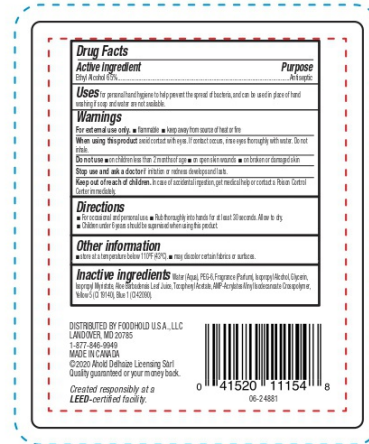 Drug Facts
Active Ingredient Purpose
Ethyl Alcohol 65%..........Antiseptic
Uses For personal hand hygiene to help prevent the spread of bacteria, and can be used in place of hand
washing if soap and water are not available.
Warnings
For external use only. ■ flammable ■ keep away from source of heat or fire
When using this product avoid contact with eyes. If contact occurs, rinse eyes thoroughly with water. Do not
inhale.
Do not use ■ on children less than 2 months of age ■ on open skin wounds ■ on broken or damaged skin
Stop use and ask a doctor if irritation or redness develops and lasts.
Keep out of reach of children. In case of accidental ingestion, get medical help or contact a Poison Control
Center immediately.
Directions
■ For occasional and personal use. ■ Rub thoroughly into hands for at least 30 seconds. Allow to dry.
■ Children under 6 years should be supervised when using this product.
Other information
■ store at a temperature below 110°F (43°C). ■ may discolor certain fabrics or surfaces.
Inactive ingredients Water (Aqua), PEG-6, Fragrance (Parfum), Isopropyl Alcohol, Glycerin,
Isopropyl Myristate, Aloe Barbadensis Leaf Juice, Tocopheryl Acetate, AMP-Acrylates/Vinyl Isodecanoate Crosspolymer,
Yellow 5 (CI 19140), Blue 1 (CI 42090).
DISTRIBUTED BY FOODHOLD U.S.A., LLC
LANDOVER, MD 20785
1-877-846-9949
MADE IN CANADA
©2020 Ahold Delhaize Licensing Sàrl
Quality guaranteed or your money back.
Created responsibly at a
LEED-certified facility.
0 41520 11154 8
06-24881